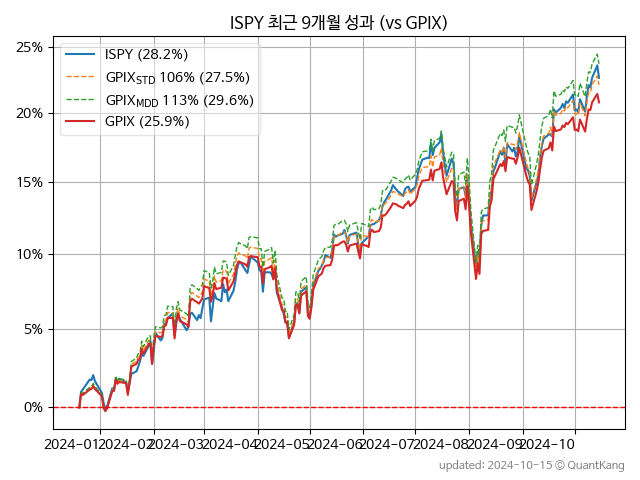 ISPY 최근 9개월 성과 (vs GPIX)
ISPY (28.2%)
GPIXSTD 106% (27.5%)
GPIXMDD 113% (29.6%)
GPIX (25.9%)
25%
20%
15%
10%
5%
0%
2024-01 2024-02 2024-03 2024-04 2024-05 2024-06 2024-07 2024-08 2024-09 2024-10
updated: 2024-10-15 © QuantKang